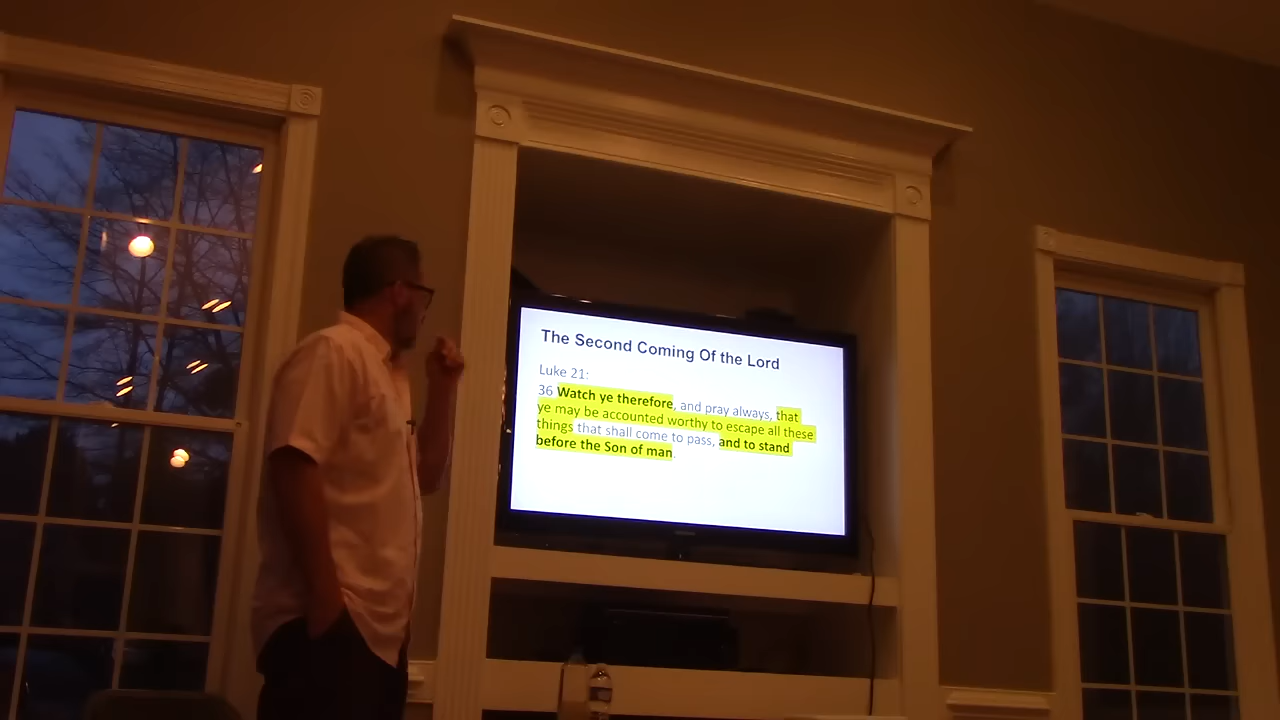 The Second Coming Of the Lord
Luke 21:
36 Watch ye therefore, and pray always, that
ye may be accounted worthy to escape all these
things that shall come to pass, and to stand
before the Son of man.